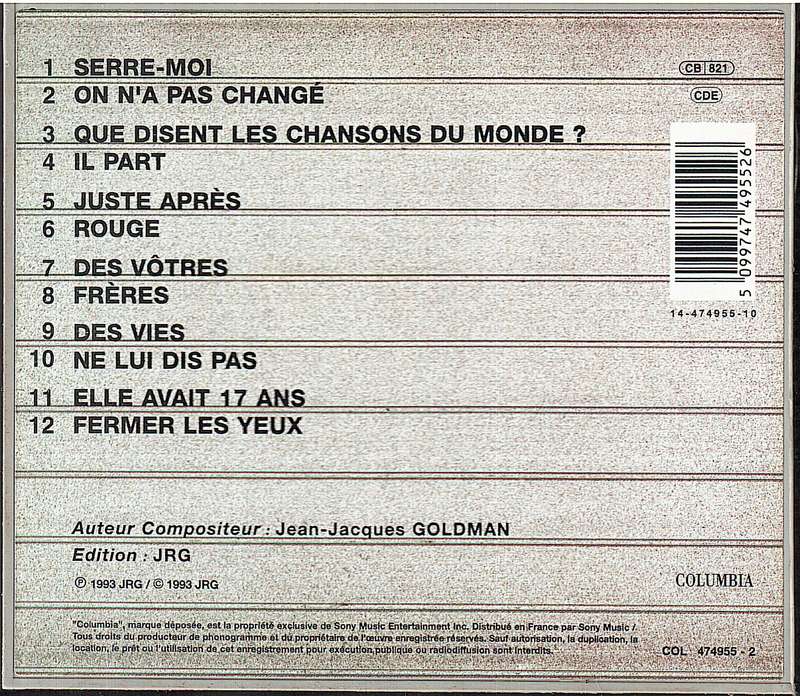 1 SERRE-MOI
2 ON N'A PAS CHANGÉ
3 QUE DISENT LES CHANSONS DU MONDE ?
4 IL PART
5 JUSTE APRÈS
6 ROUGE
7 DES VÔTRES
8 FRÈRES
9 DES VIES
10 NE LUI DIS PAS
11 ELLE AVAIT 17 ANS
12 FERMER LES YEUX
CB 821
CDE
5 099747 495526
14-474955-10
Auteur Compositeur : Jean-Jacques GOLDMAN
Edition : JRG
℗ 1993 JRG / © 1993 JRG
COLUMBIA
"Columbia", marque déposée, est la propriété exclusive de Sony Music Entertainment Inc. Distribué en France par Sony Music /
Tous droits du producteur de phonogramme et du propriétaire de l'œuvre enregistrée réservés. Sauf autorisation, la duplication, la
location, le prêt ou l'utilisation de cet enregistrement pour exécution publique ou radiodiffusion sont interdits.
COL 474955 - 2